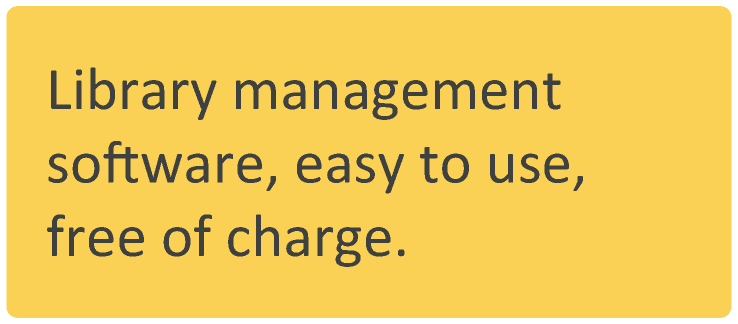 Library management
software, easy to use,
free of charge.